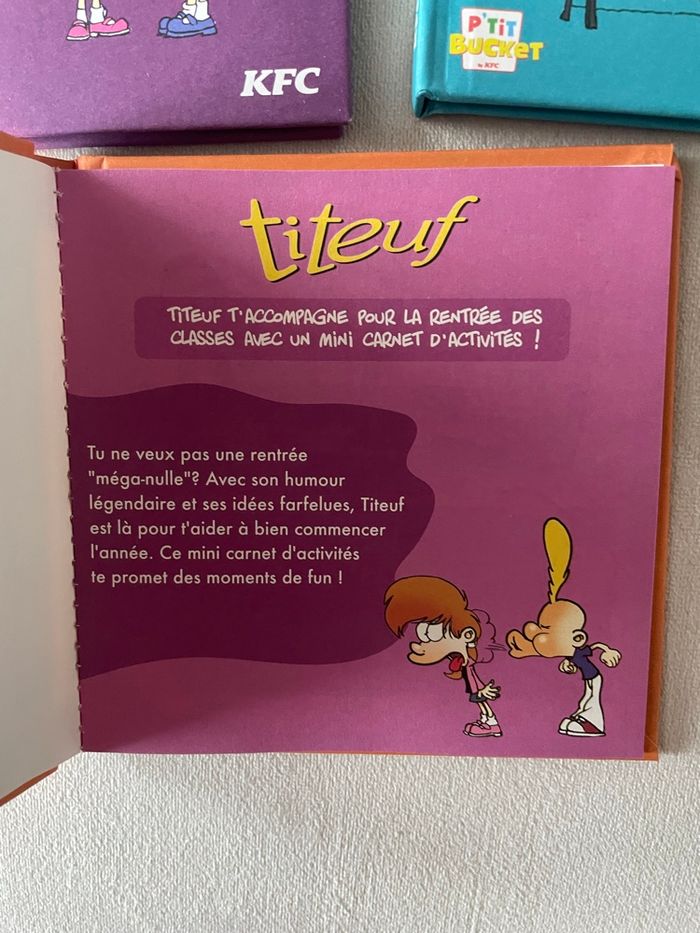 KFC
P'TIT
BUCKET
by KFC
titeuf
TITEUF T'ACCOMPAGNE POUR LA RENTRÉE DES
CLASSES AVEC UN MINI CARNET D'ACTIVITÉS !
Tu ne veux pas une rentrée
"méga-nulle"? Avec son humour
légendaire et ses idées farfelues, Titeuf
est là pour t'aider à bien commencer
l'année. Ce mini carnet d'activités
te promet des moments de fun !